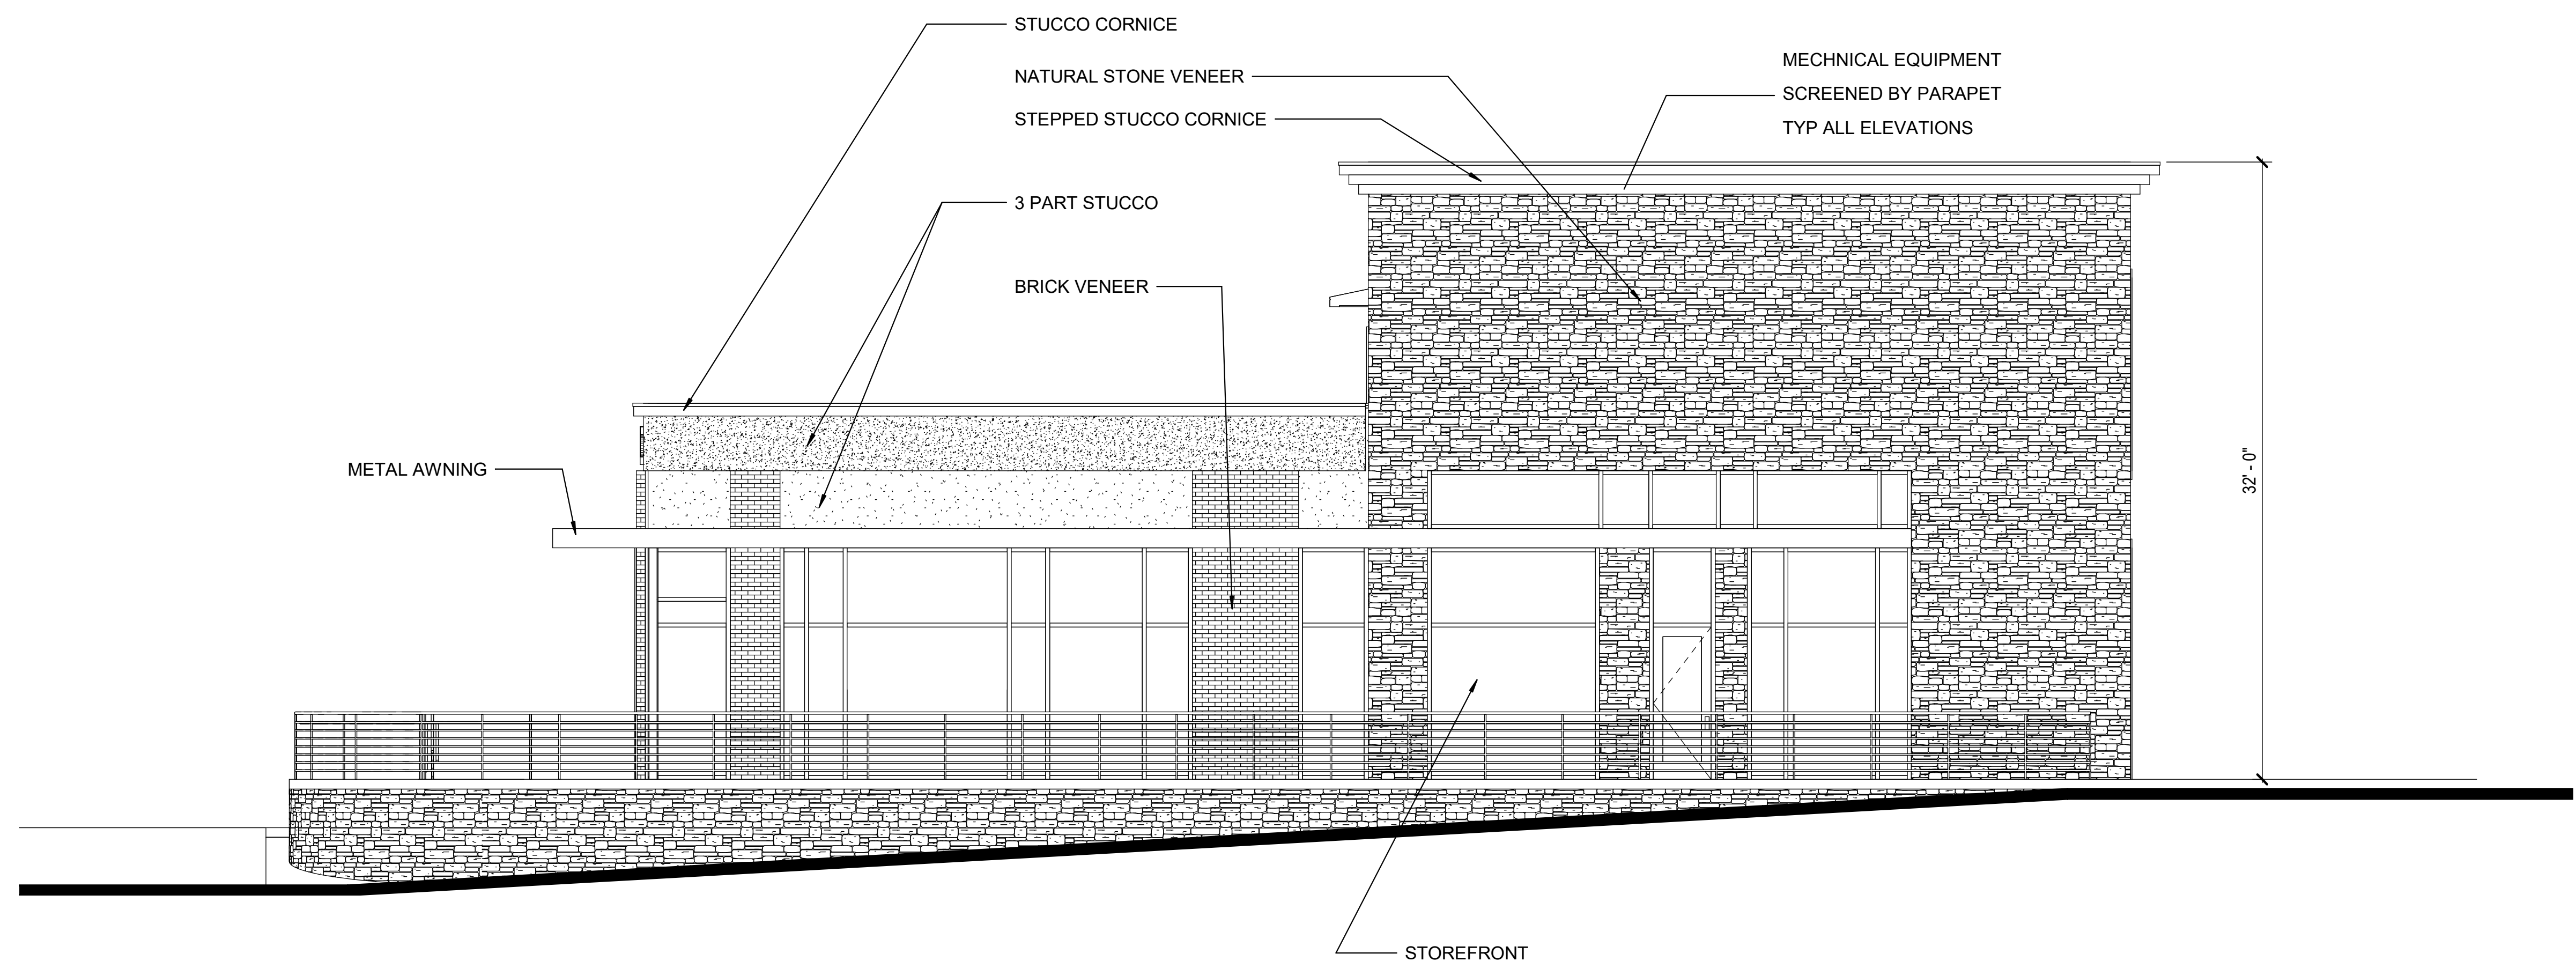 STUCCO CORNICE
NATURAL STONE VENEER
STEPPED STUCCO CORNICE
MECHNICAL EQUIPMENT
SCREENED BY PARAPET
TYP ALL ELEVATIONS
3 PART STUCCO
BRICK VENEER
METAL AWNING
32' - 0"
STOREFRONT